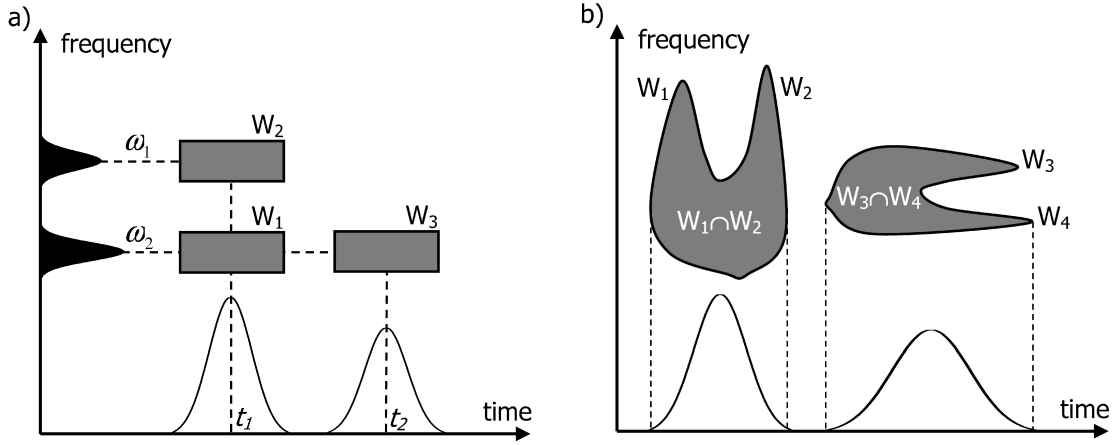 a)
frequency
ω₁
W₂
W₁
ω₂
W₃
t₁
t₂
time
b)
frequency
W₁
W₂
W₁∩W₂
W₃
W₃∩W₄
W₄
time